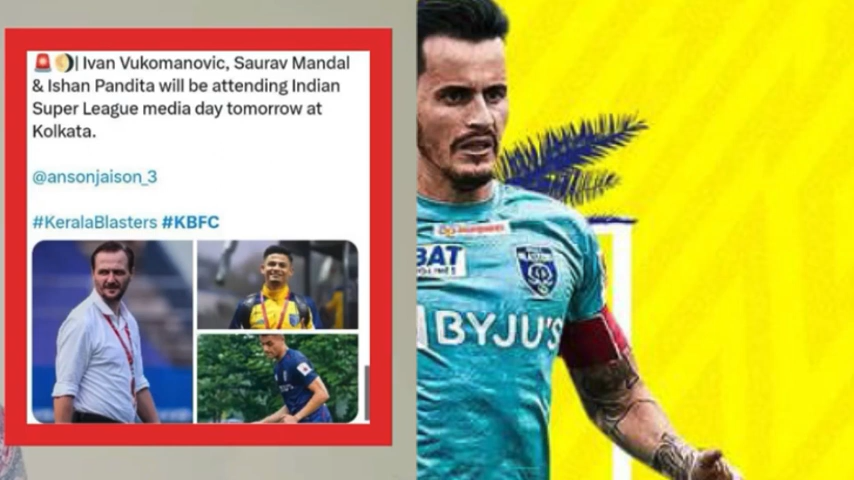 🚨🌖| Ivan Vukomanovic, Saurav Mandal
& Ishan Pandita will be attending Indian
Super League media day tomorrow at
Kolkata.
@ansonjaison_3
#KeralaBlasters #KBFC
BAT
BYJU'S
BLASTERS